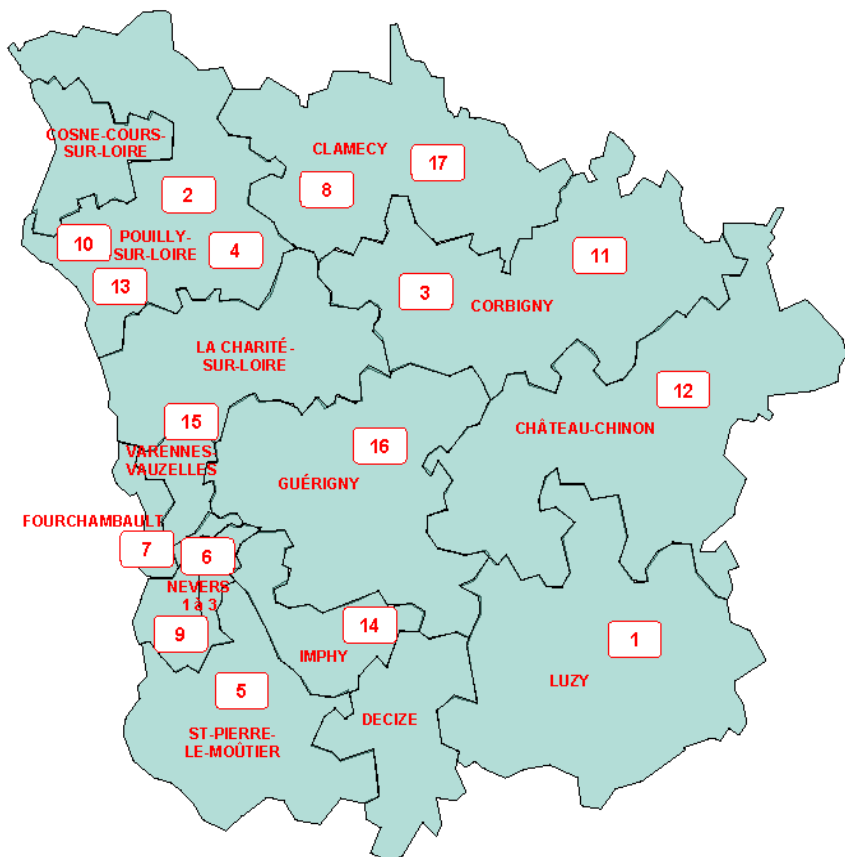 COSNE-COURS-
SUR-LOIRE
CLAMECY
17
8
2
10
POUILLY-
SUR-LOIRE
4
11
13
3
CORBIGNY
LA CHARITÉ-
SUR-LOIRE
12
15
CHÂTEAU-CHINON
16
VARENNES-
VAUZELLES
GUÉRIGNY
FOURCHAMBAULT
7
6
NEVERS
1 à 3
9
14
1
IMPHY
LUZY
5
DECIZE
ST-PIERRE-
LE-MOÛTIER